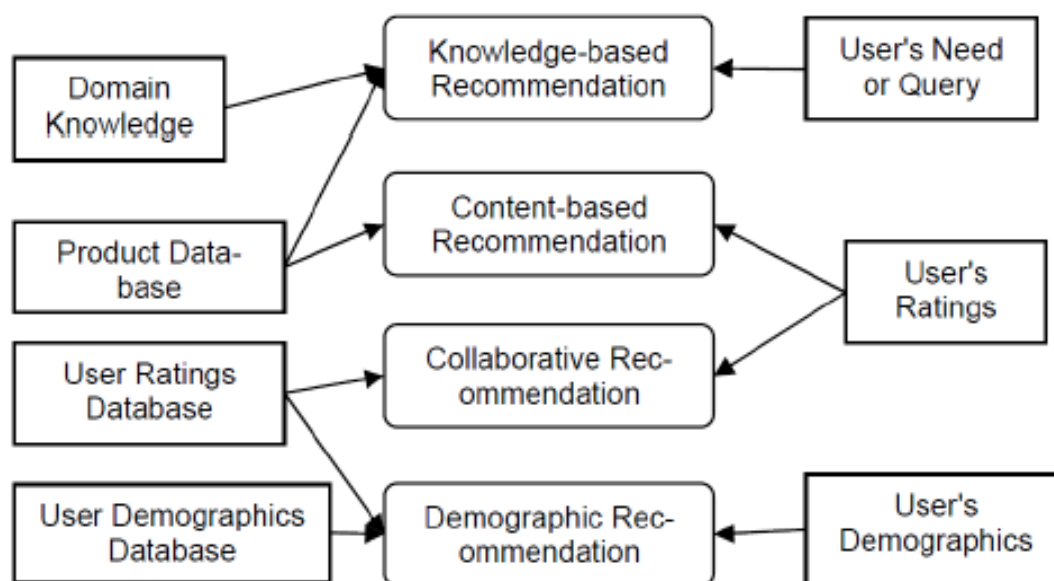 Domain
Knowledge
Product Data-
base
User Ratings
Database
User Demographics
Database
Knowledge-based
Recommendation
Content-based
Recommendation
Collaborative Rec-
ommendation
Demographic Rec-
ommendation
User's Need
or Query
User's
Ratings
User's
Demographics